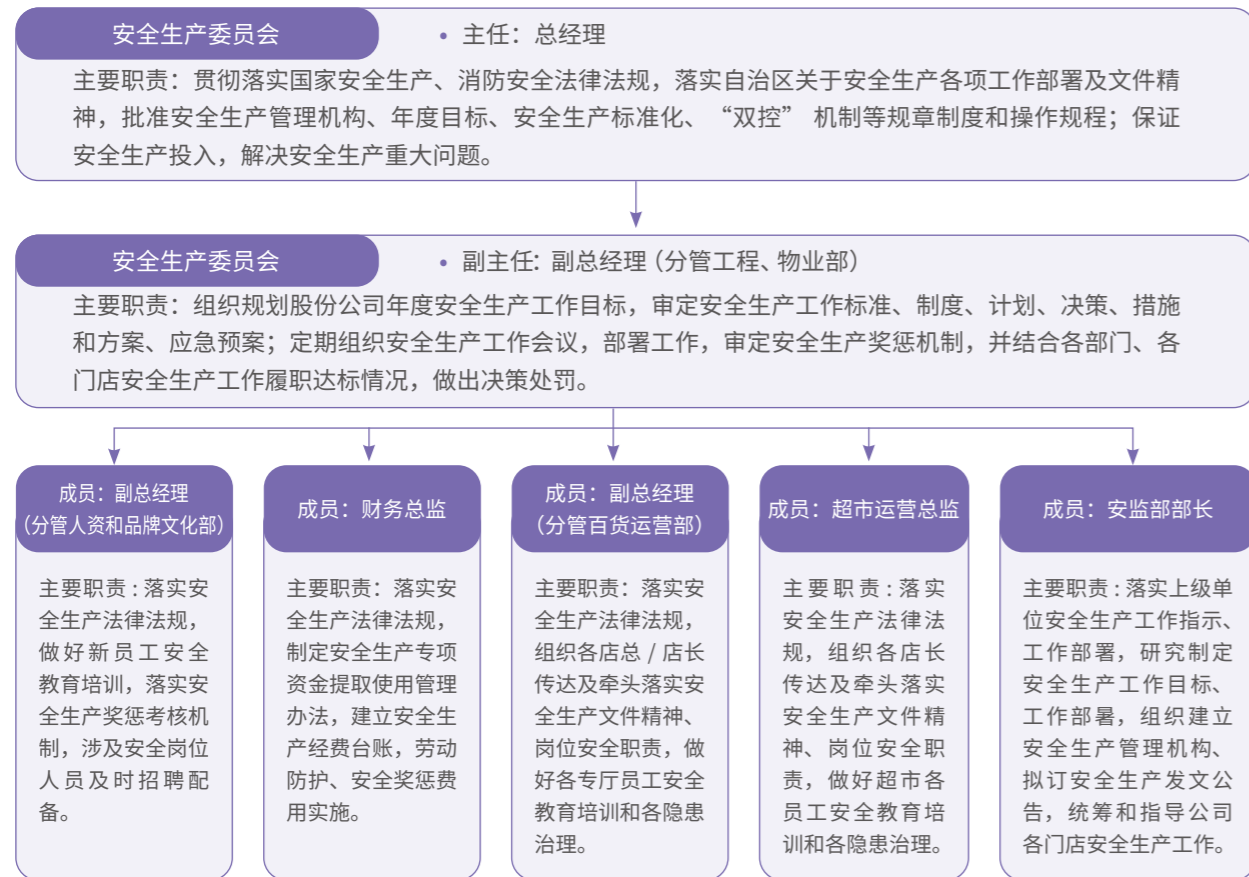 安全生产委员会
• 主任：总经理
主要职责：贯彻落实国家安全生产、消防安全法律法规，落实自治区关于安全生产各项工作部署及文件精
神，批准安全生产管理机构、年度目标、安全生产标准化、“双控” 机制等规章制度和操作规程；保证
安全生产投入，解决安全生产重大问题。
安全生产委员会
• 副主任：副总经理（分管工程、物业部）
主要职责：组织规划股份公司年度安全生产工作目标，审定安全生产工作标准、制度、计划、决策、措施
和方案、应急预案；定期组织安全生产工作会议，部署工作，审定安全生产奖惩机制，并结合各部门、各
门店安全生产工作履职达标情况，做出决策处罚。
成员：副总经理
（分管人资和品牌文化部）
主要职责：落实安
全生产法律法规，
做好新员工安全
教育培训，落实安
全生产奖惩考核机
制，涉及安全岗位
人员及时招聘配
备。
成员：财务总监
主要职责：落实安
全生产法律法规，
制定安全生产专项
资金提取使用管理
办法，建立安全生
产经费台账，劳动
防护、安全奖惩费
用实施。
成员：副总经理
（分管百货运营部）
主要职责：落实安
全生产法律法规，
组织各店总 / 店长
传达及牵头落实安
全生产文件精神、
岗位安全职责，做
好各专厅员工安全
教育培训和各隐患
治理。
成员：超市运营总监
主要职责：落实
安全生产法律法
规，组织各店长
传达及牵头落实
安全生产文件精
神、岗位安全职
责，做好超市各
员工安全教育培
训和各隐患治理。
成员：安监部部长
主要职责：落实上级单
位安全生产工作指示、
工作部署，研究制定
安全生产工作目标、
工作部署，组织建立
安全生产管理机构、
拟订安全生产发文公
告，统筹和指导公司
各门店安全生产工作。